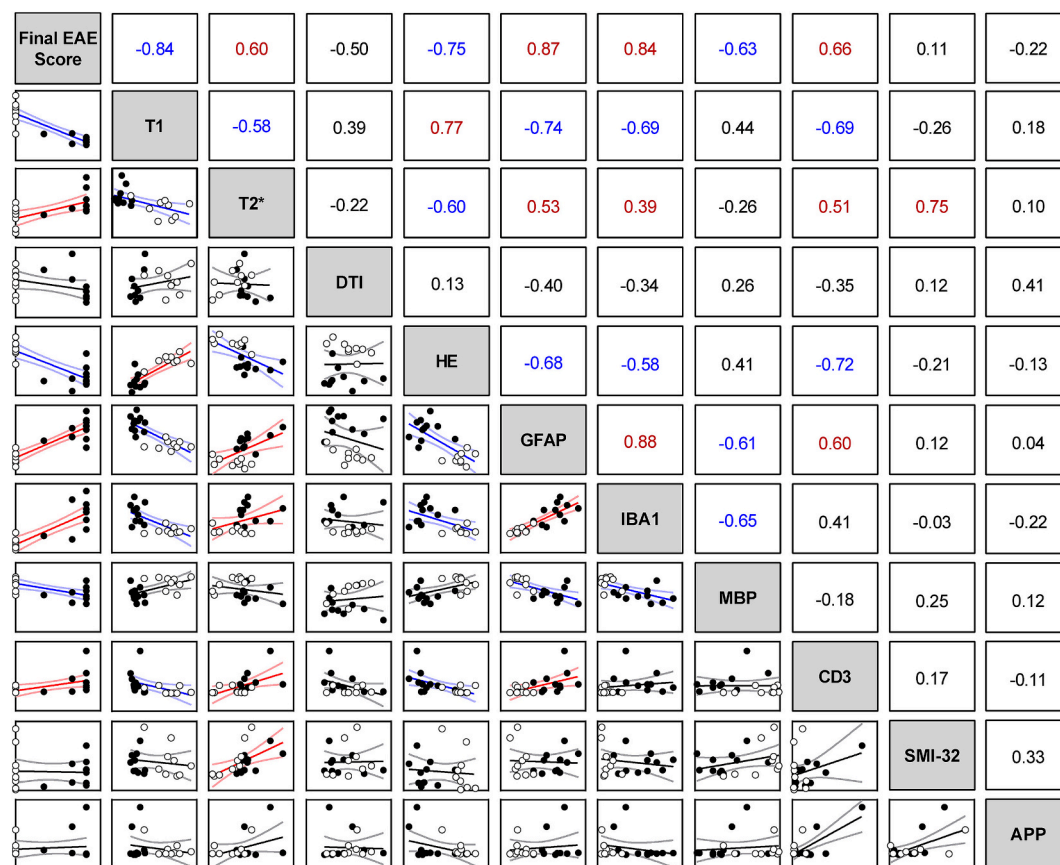 Final EAE
Score
-0.84 0.60 -0.50 -0.75 0.87 0.84 -0.63 0.66 0.11 -0.22
T1 -0.58 0.39 0.77 -0.74 -0.69 0.44 -0.69 -0.26 0.18
T2* -0.22 -0.60 0.53 0.39 -0.26 0.51 0.75 0.10
DTI 0.13 -0.40 -0.34 0.26 -0.35 0.12 0.41
HE -0.68 -0.58 0.41 -0.72 -0.21 -0.13
GFAP 0.88 -0.61 0.60 0.12 0.04
IBA1 -0.65 0.41 -0.03 -0.22
MBP -0.18 0.25 0.12
CD3 0.17 -0.11
SMI-32 0.33
APP